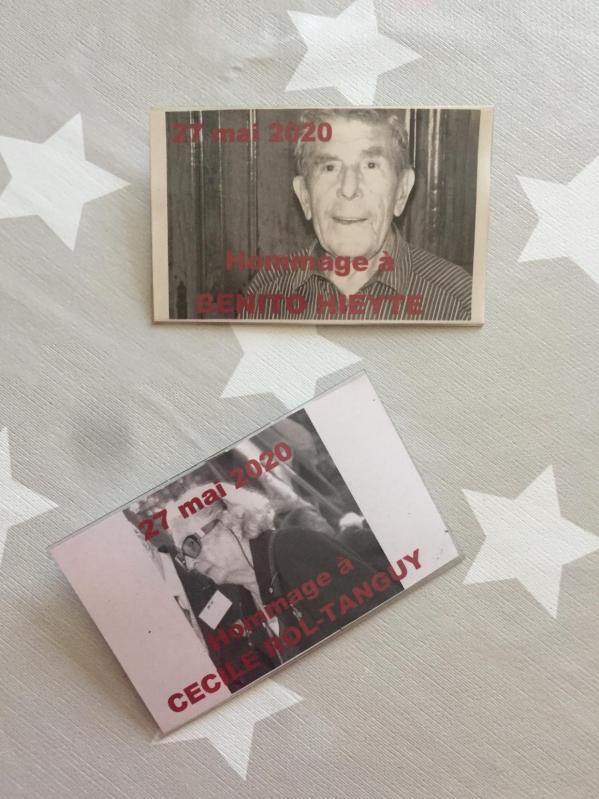 27 mai 2020
Hommage à
BENITO HIEYTE
27 mai 2020
Hommage à
CECILE ROL-TANGUY